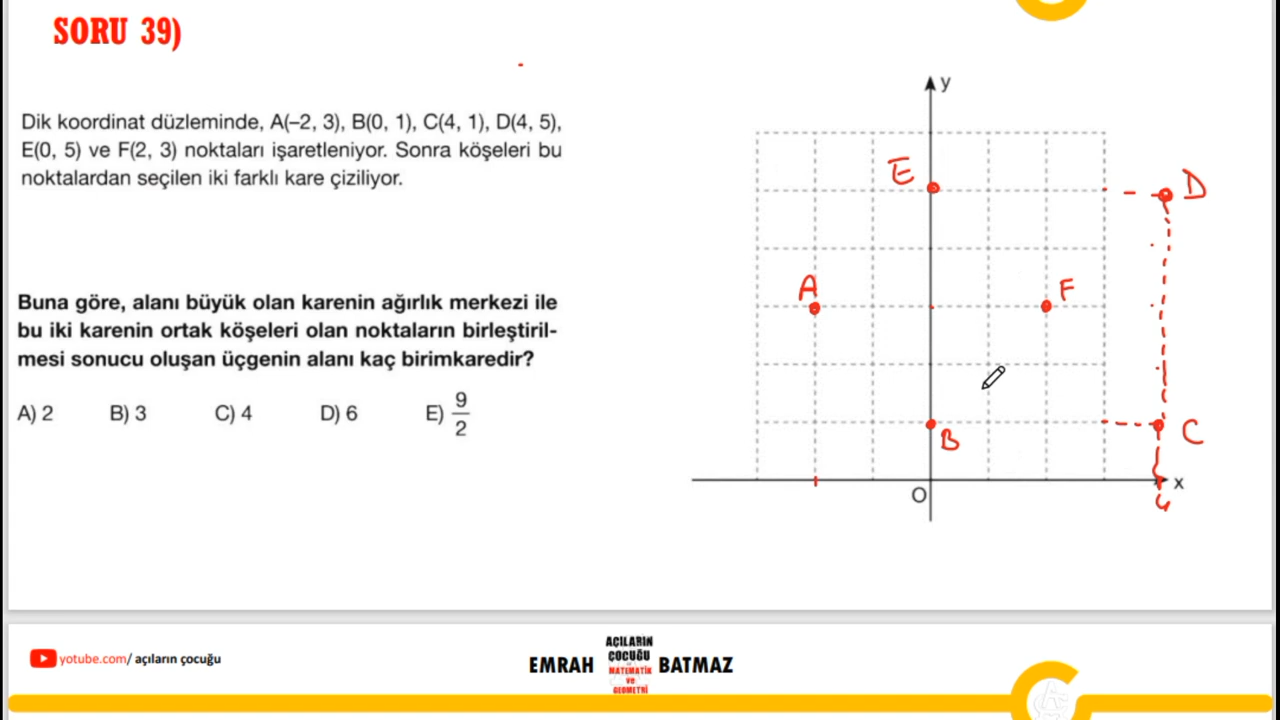 SORU 39)
Dik koordinat düzleminde, A(–2, 3), B(0, 1), C(4, 1), D(4, 5),
E(0, 5) ve F(2, 3) noktaları işaretleniyor. Sonra köşeleri bu
noktalardan seçilen iki farklı kare çiziliyor.
Buna göre, alanı büyük olan karenin ağırlık merkezi ile
bu iki karenin ortak köşeleri olan noktaların birleştiril-
mesi sonucu oluşan üçgenin alanı kaç birimkaredir?
A) 2 B) 3 C) 4 D) 6 E) 9/2
y
E
D
A
F
B
C
O
x
4
yotube.com/ açıların çocuğu
EMRAH
AÇILARIN
ÇOCUĞU
MATEMATİK
ve
GEOMETRİ
BATMAZ